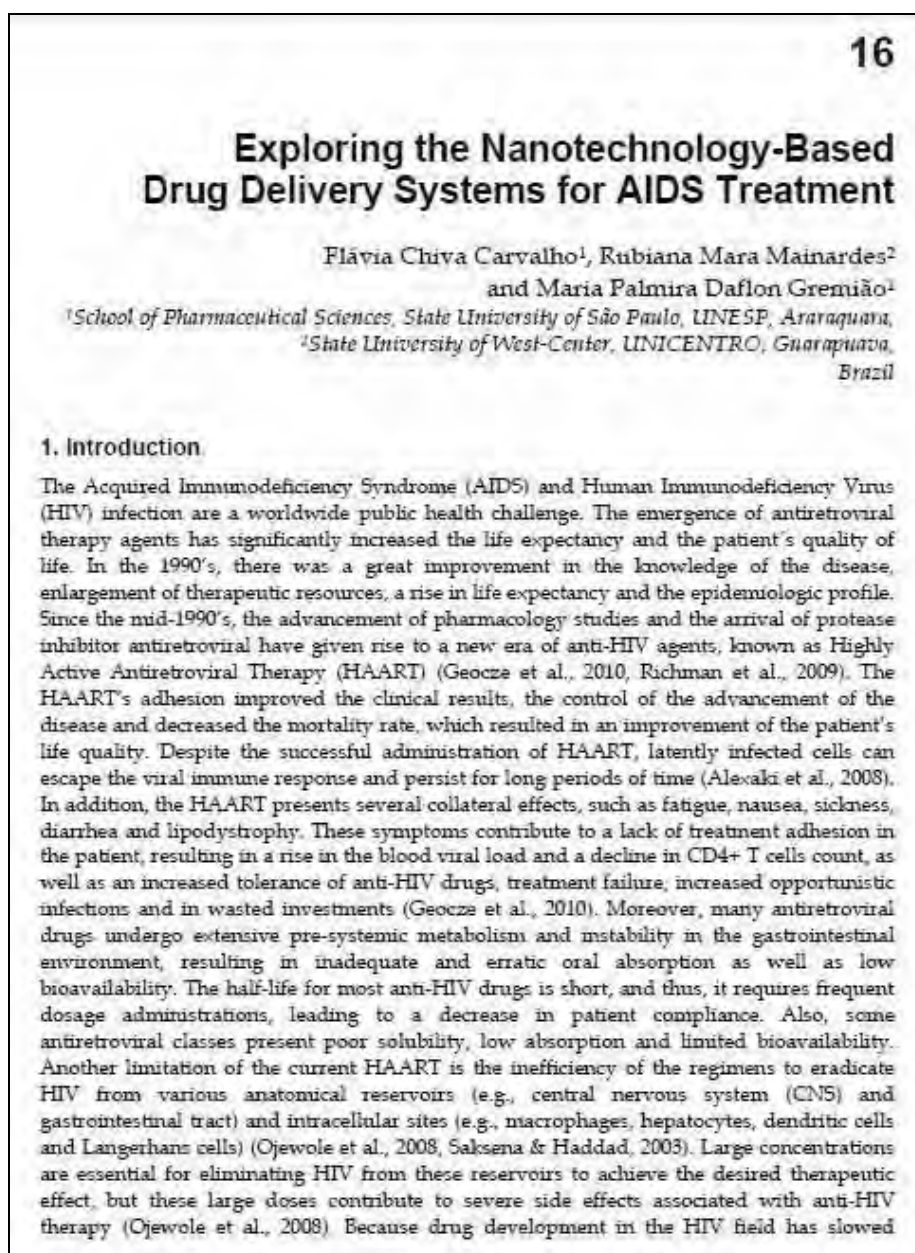 16
Exploring the Nanotechnology-Based
Drug Delivery Systems for AIDS Treatment
Flávia Chiva Carvalho¹, Rubiana Mara Mainardes²
and Maria Palmira Daflon Gremião¹
¹School of Pharmaceutical Sciences, State University of São Paulo, UNESP, Araraquara,
²State University of West-Center, UNICENTRO, Guarapuava,
Brazil
1. Introduction
The Acquired Immunodeficiency Syndrome (AIDS) and Human Immunodeficiency Virus
(HIV) infection are a worldwide public health challenge. The emergence of antiretroviral
therapy agents has significantly increased the life expectancy and the patient's quality of
life. In the 1990's, there was a great improvement in the knowledge of the disease,
enlargement of therapeutic resources, a rise in life expectancy and the epidemiologic profile.
Since the mid-1990's, the advancement of pharmacology studies and the arrival of protease
inhibitor antiretroviral have given rise to a new era of anti-HIV agents, known as Highly
Active Antiretroviral Therapy (HAART) (Geocze et al., 2010, Richman et al., 2009). The
HAART's adhesion improved the clinical results, the control of the advancement of the
disease and decreased the mortality rate, which resulted in an improvement of the patient's
life quality. Despite the successful administration of HAART, latently infected cells can
escape the viral immune response and persist for long periods of time (Alexaki et al., 2008).
In addition, the HAART presents several collateral effects, such as fatigue, nausea, sickness,
diarrhea and lipodystrophy. These symptoms contribute to a lack of treatment adhesion in
the patient, resulting in a rise in the blood viral load and a decline in CD4+ T cells count, as
well as an increased tolerance of anti-HIV drugs, treatment failure, increased opportunistic
infections and in wasted investments (Geocze et al., 2010). Moreover, many antiretroviral
drugs undergo extensive pre-systemic metabolism and instability in the gastrointestinal
environment, resulting in inadequate and erratic oral absorption as well as low
bioavailability. The half-life for most anti-HIV drugs is short, and thus, it requires frequent
dosage administrations, leading to a decrease in patient compliance. Also, some
antiretroviral classes present poor solubility, low absorption and limited bioavailability.
Another limitation of the current HAART is the inefficiency of the regimens to eradicate
HIV from various anatomical reservoirs (e.g., central nervous system (CNS) and
gastrointestinal tract) and intracellular sites (e.g., macrophages, hepatocytes, dendritic cells
and Langerhans cells) (Ojewole et al., 2008, Saksena & Haddad, 2003). Large concentrations
are essential for eliminating HIV from these reservoirs to achieve the desired therapeutic
effect, but these large doses contribute to severe side effects associated with anti-HIV
therapy (Ojewole et al., 2008). Because drug development in the HIV field has slowed